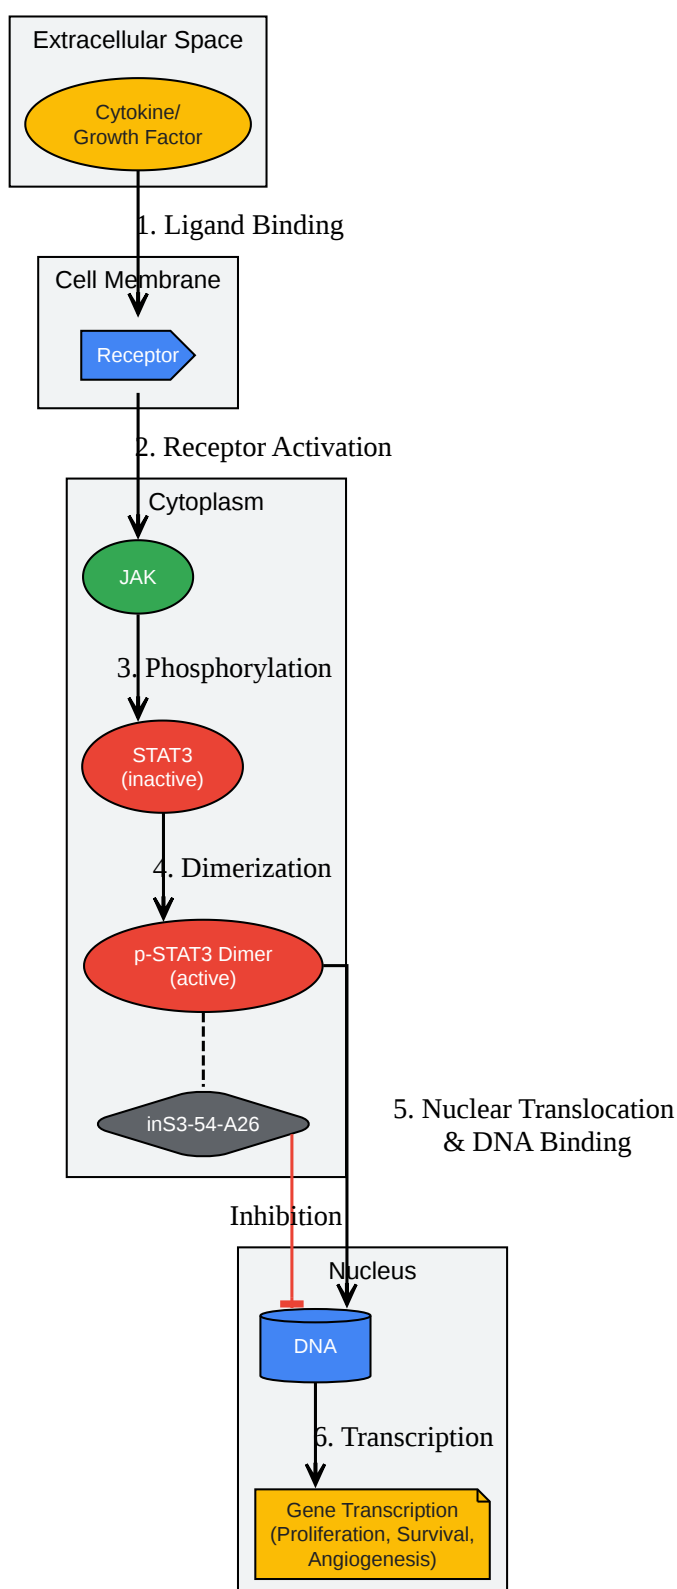 Extracellular Space
Cytokine/
Growth Factor
1. Ligand Binding
Cell Membrane
Receptor
2. Receptor Activation
Cytoplasm
JAK
3. Phosphorylation
STAT3
(inactive)
4. Dimerization
p-STAT3 Dimer
(active)
inS3-54-A26
5. Nuclear Translocation
& DNA Binding
Inhibition
Nucleus
DNA
6. Transcription
Gene Transcription
(Proliferation, Survival,
Angiogenesis)